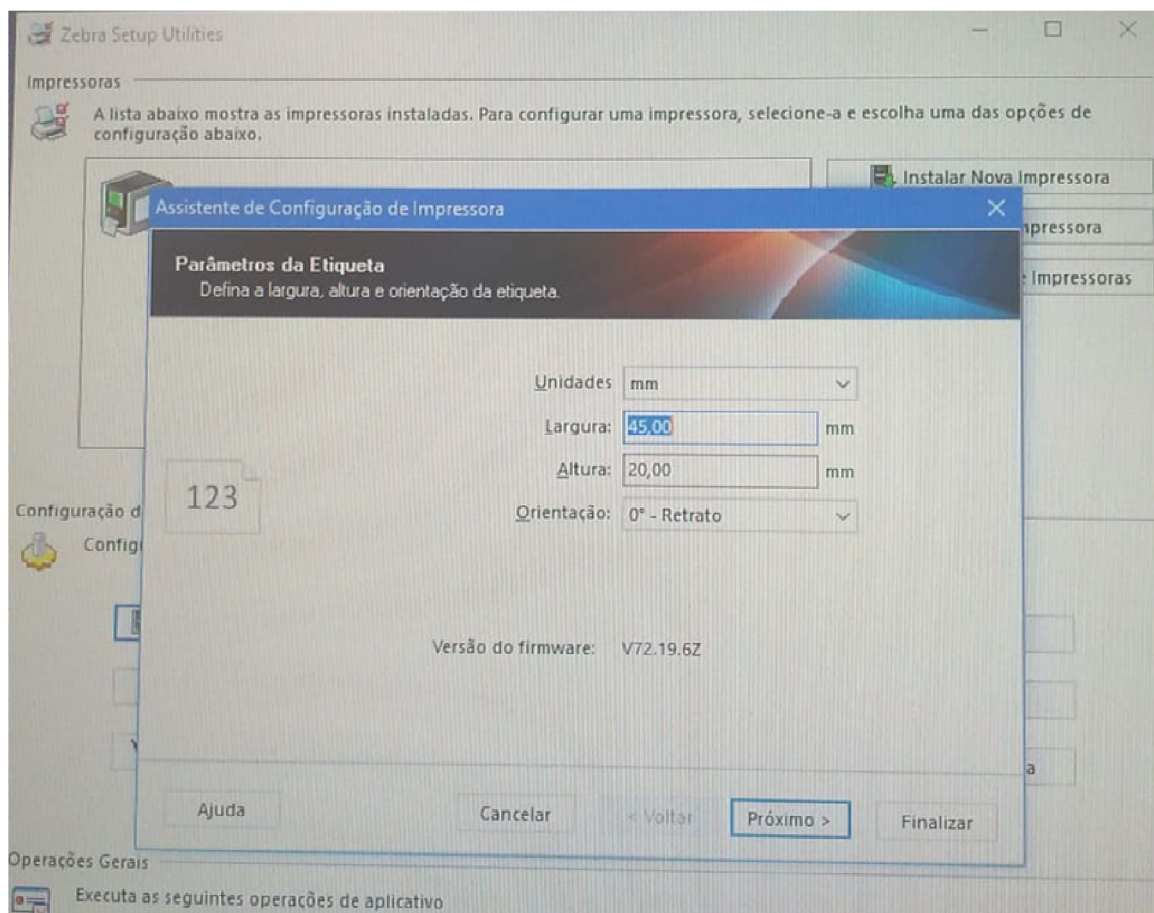 Zebra Setup Utilities
Impressoras
A lista abaixo mostra as impressoras instaladas. Para configurar uma impressora, selecione-a e escolha uma das opções de
configuração abaixo.
Instalar Nova Impressora
Assistente de Configuração de Impressora
Impressoras
Parâmetros da Etiqueta
Defina a largura, altura e orientação da etiqueta.
Unidades mm
Largura: 45,00 mm
Altura: 20,00 mm
123
Orientação: 0° - Retrato
Configuração d
Config
Versão do firmware: V72.19.6Z
a
Ajuda Cancelar < Voltar Próximo > Finalizar
Operações Gerais
Executa as seguintes operações de aplicativo